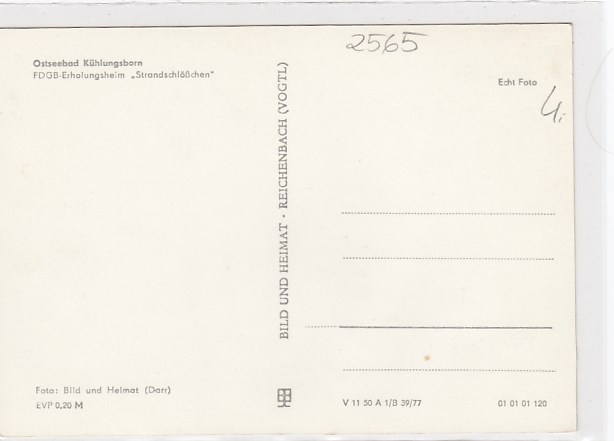 Ostseebad Kühlungsborn
FDGB-Erholungsheim „Strandschlößchen"
Foto: Bild und Heimat (Darr)
EVP 0,20 M
BILD UND HEIMAT · REICHENBACH (VOGTL)
2565
Echt Foto
V 11 50 A 1/B 39/77
01 01 01 120